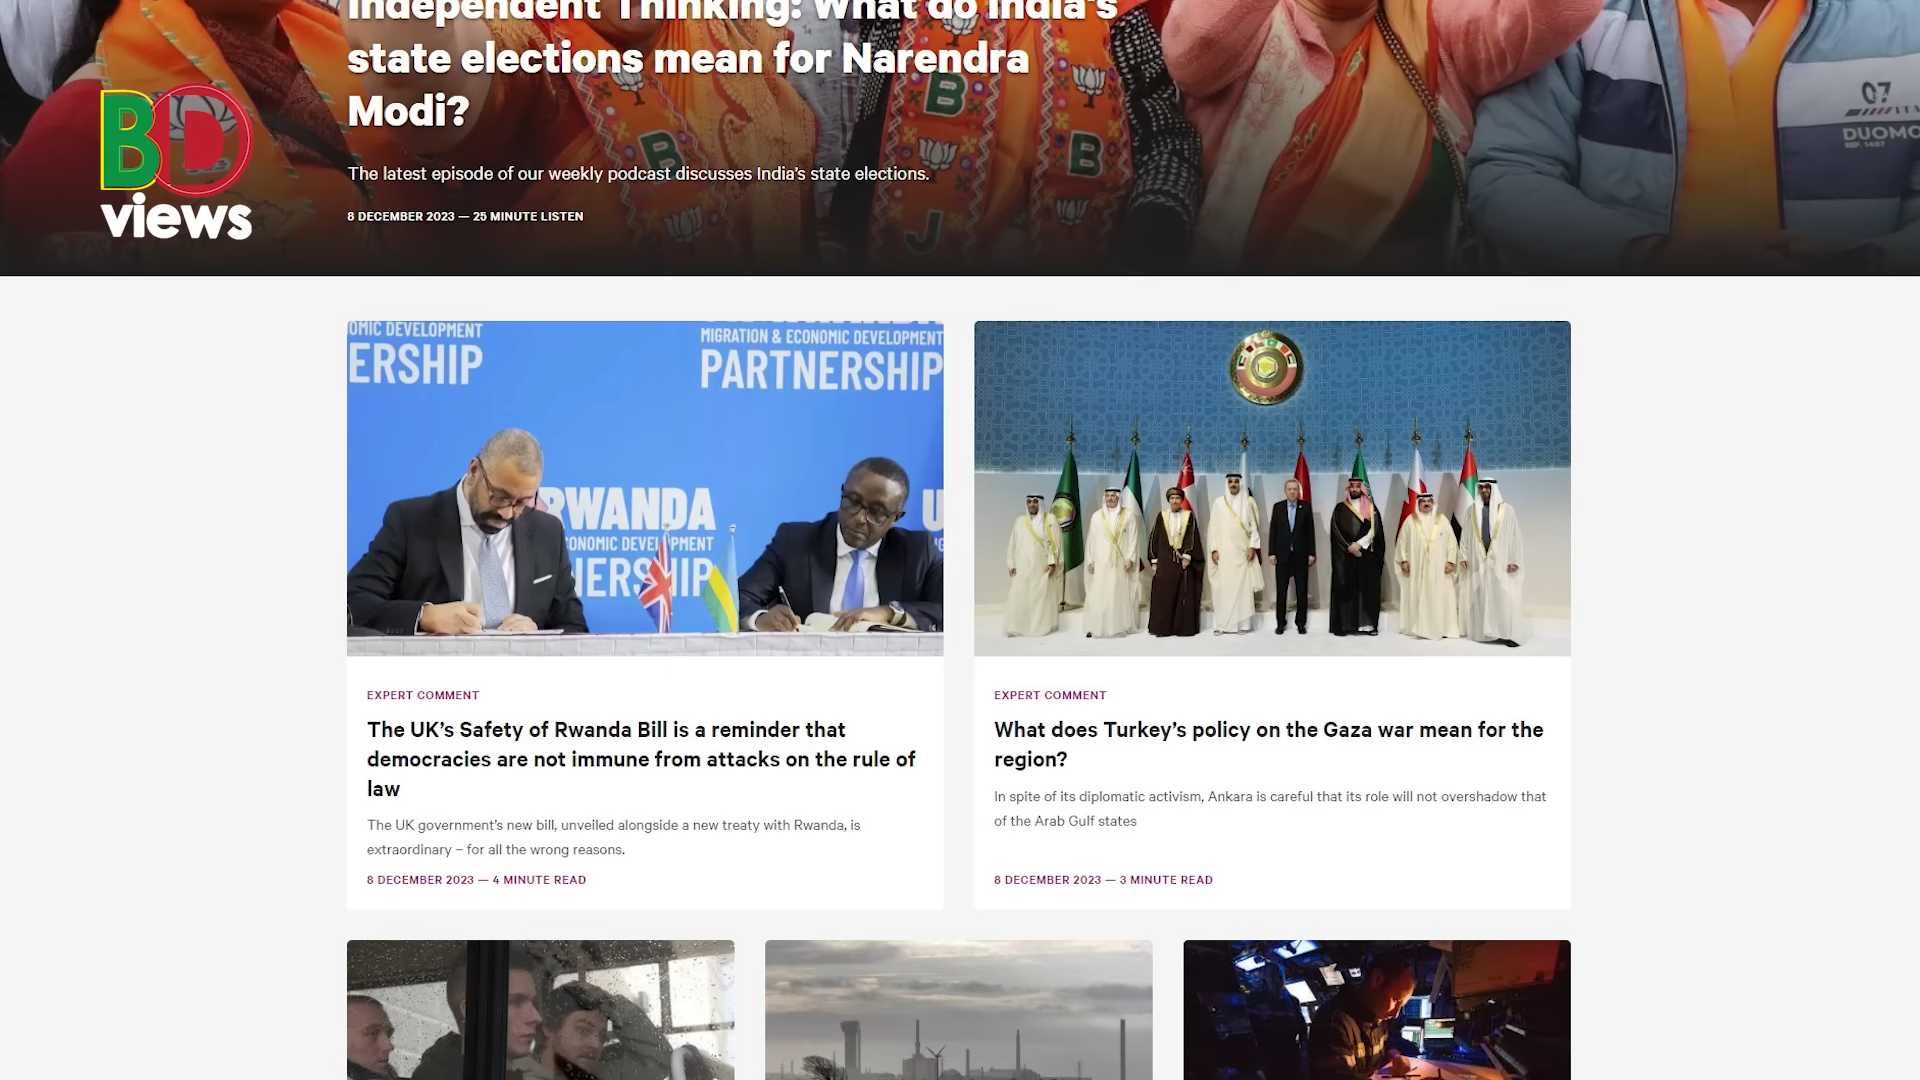 Independent Thinking: What do India's
state elections mean for Narendra
Modi?
The latest episode of our weekly podcast discusses India's state elections.
8 DECEMBER 2023 — 25 MINUTE LISTEN
BD
views
B
B
B
J
07
DUOMO
OMIC DEVELOPMENT
ERSHIP
MIGRATION & ECONOMIC DEVELOPMENT
PARTNERSHIP
RWANDA
ONOMIC DEVELOPMENT
NERSHIP
U
EXPERT COMMENT
The UK's Safety of Rwanda Bill is a reminder that
democracies are not immune from attacks on the rule of
law
The UK government's new bill, unveiled alongside a new treaty with Rwanda, is
extraordinary – for all the wrong reasons.
8 DECEMBER 2023 — 4 MINUTE READ
EXPERT COMMENT
What does Turkey's policy on the Gaza war mean for the
region?
In spite of its diplomatic activism, Ankara is careful that its role will not overshadow that
of the Arab Gulf states
8 DECEMBER 2023 — 3 MINUTE READ